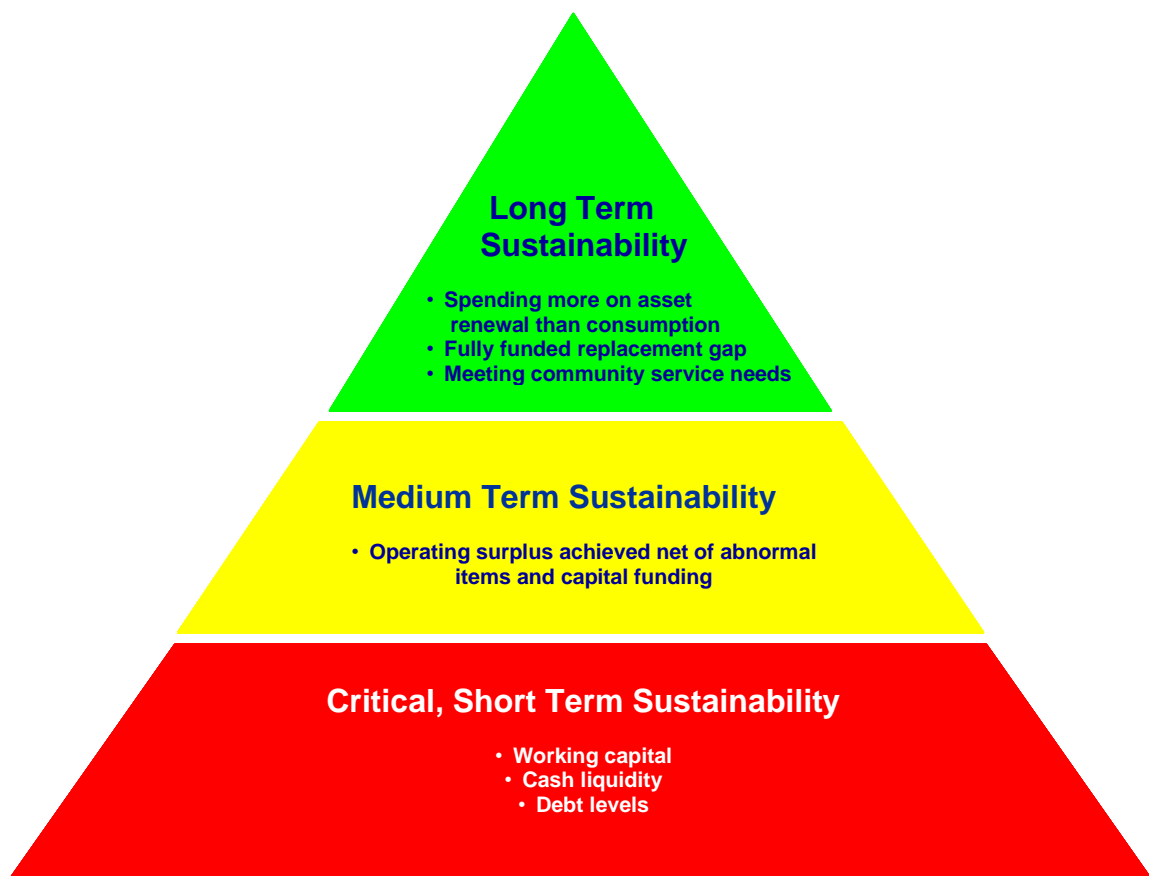 Long Term
Sustainability
• Spending more on asset
renewal than consumption
• Fully funded replacement gap
• Meeting community service needs
Medium Term Sustainability
• Operating surplus achieved net of abnormal
items and capital funding
Critical, Short Term Sustainability
• Working capital
• Cash liquidity
• Debt levels